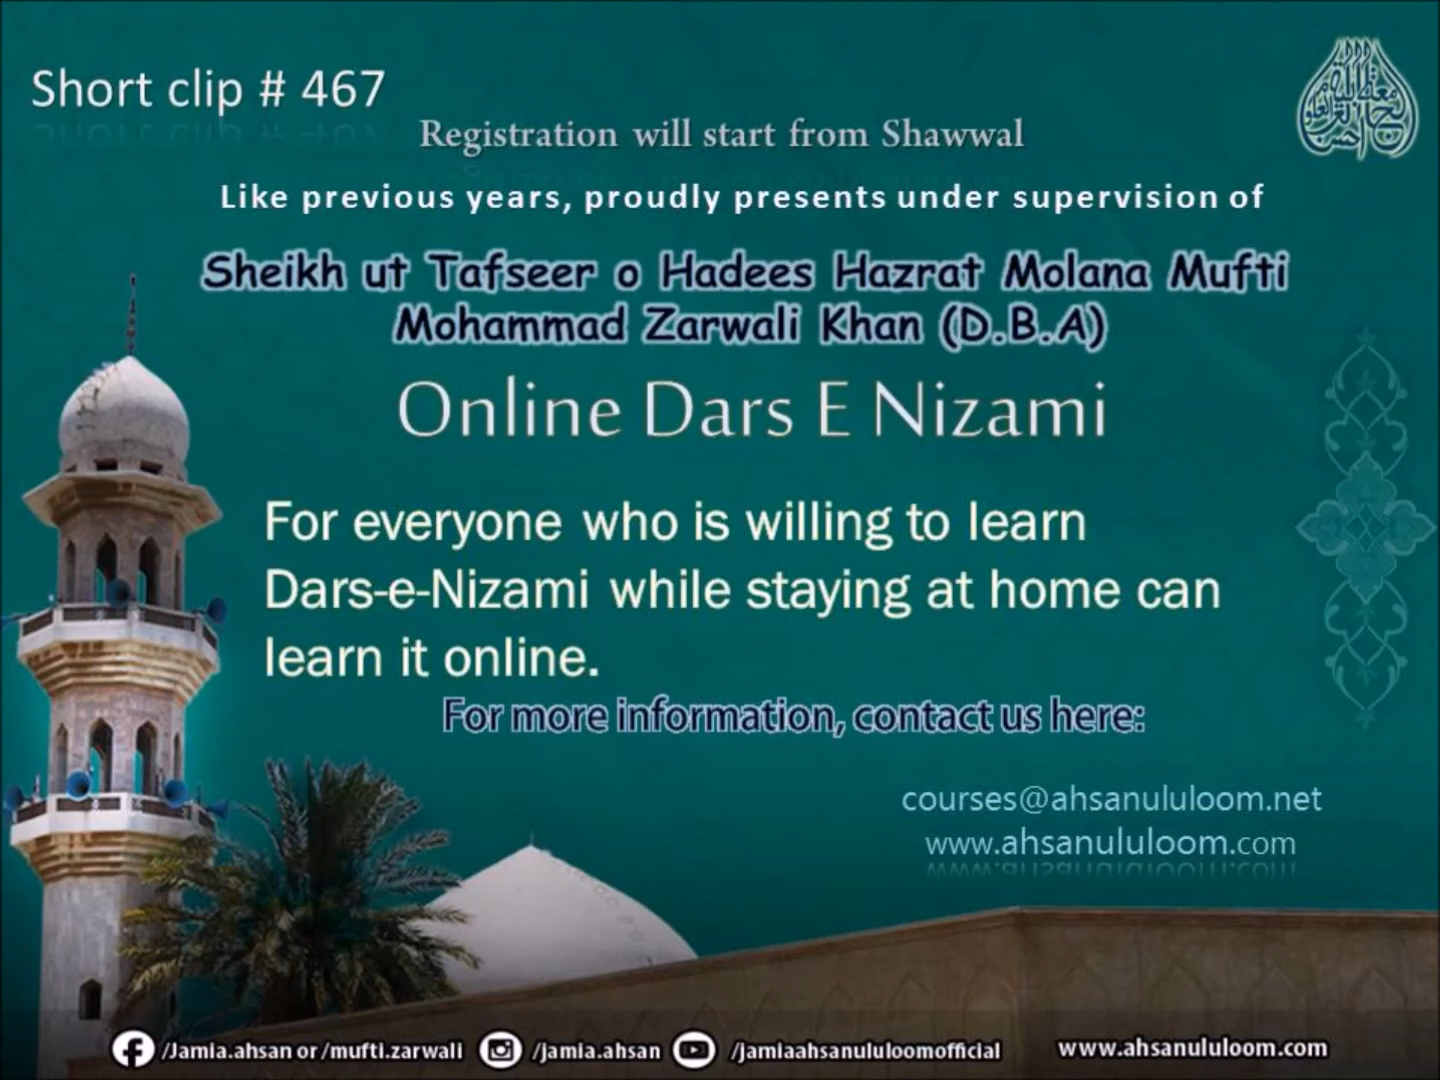 Short clip # 467
Registration will start from Shawwal
Like previous years, proudly presents under supervision of
Sheikh ut Tafseer o Hadees Hazrat Molana Mufti
Mohammad Zarwali Khan (D.B.A)
Online Dars E Nizami
For everyone who is willing to learn
Dars-e-Nizami while staying at home can
learn it online.
For more information, contact us here:
courses@ahsanululoom.net
www.ahsanululoom.com
/Jamia.ahsan or /mufti.zarwali /jamia.ahsan /jamiaahsanululoomofficial www.ahsanululoom.com